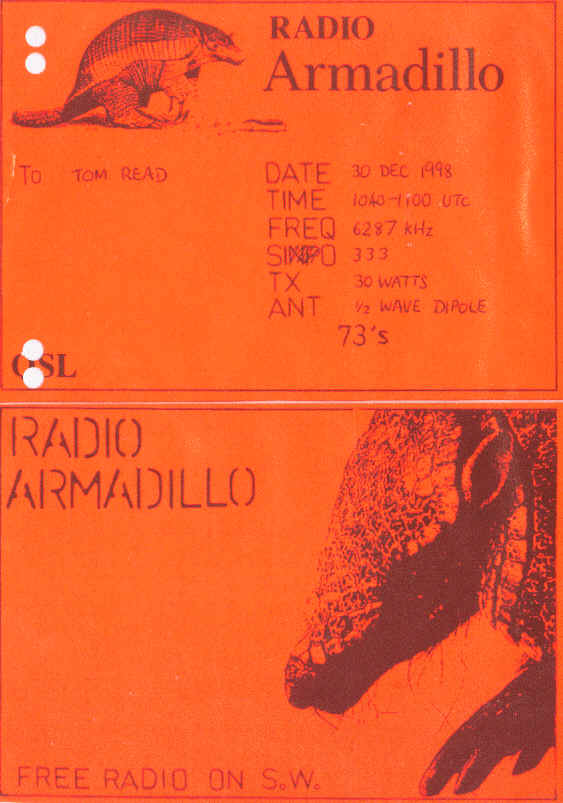 RADIO
Armadillo
TO TOM READ
DATE 30 DEC 1998
TIME 1040-1100 UTC
FREQ 6287 KHz
SINPO 333
TX 30 WATTS
ANT 1/2 WAVE DIPOLE
73's
QSL
RADIO
ARMADILLO
FREE RADIO ON S.W.